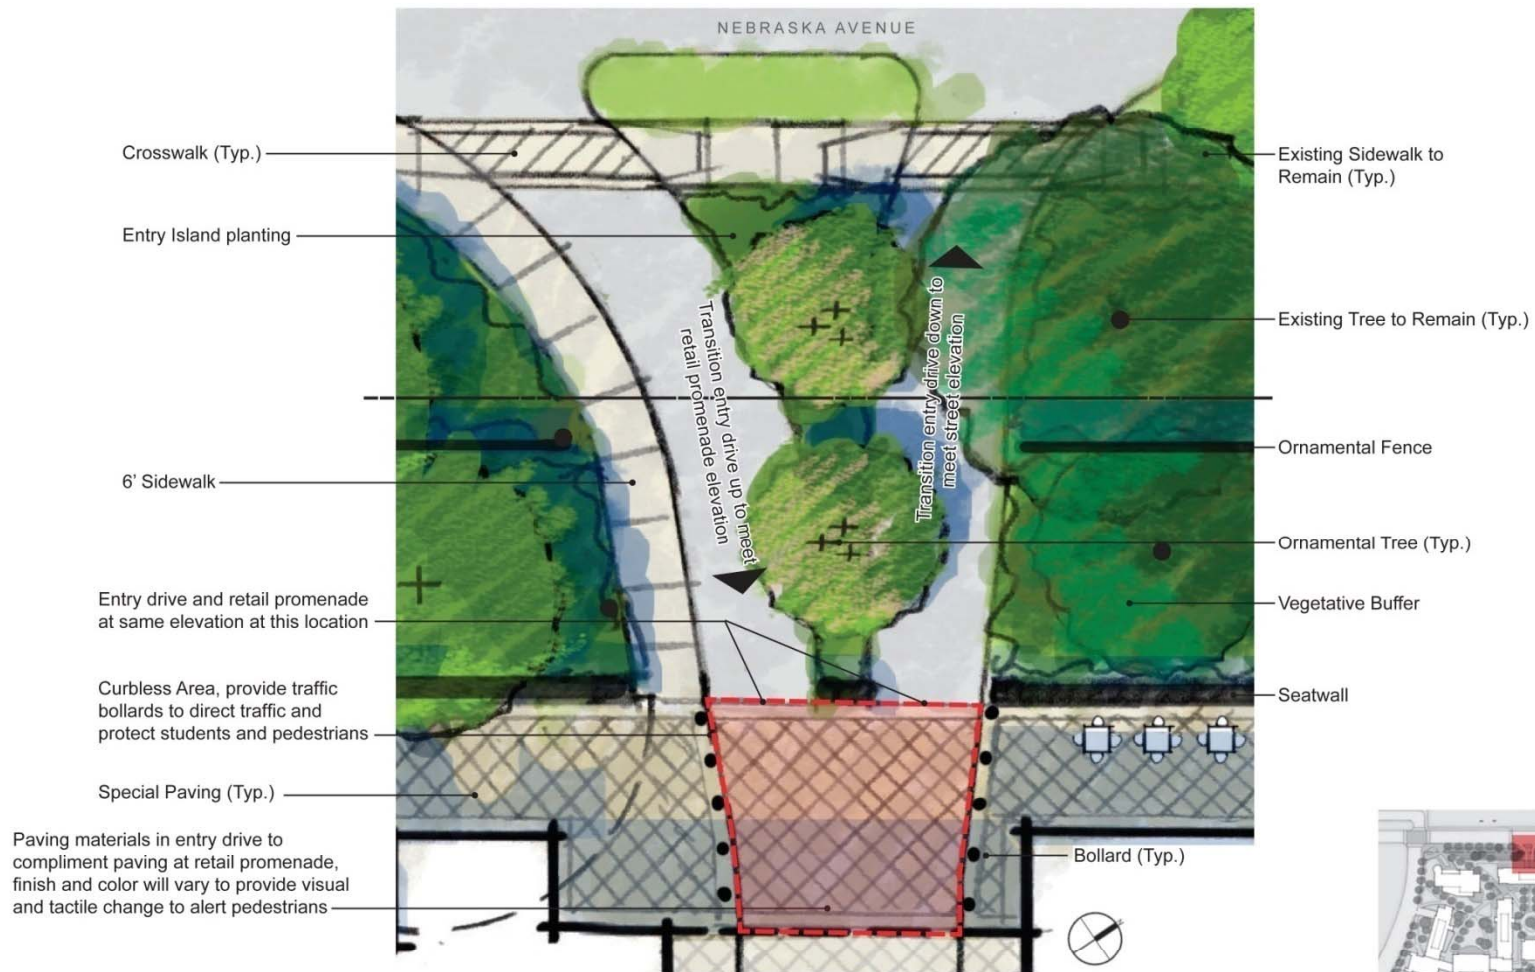 NEBRASKA AVENUE
Crosswalk (Typ.)
Existing Sidewalk to
Remain (Typ.)
Entry Island planting
Transition entry drive up to meet
retail promenade elevation
Transition entry drive down to
meet street elevation
Existing Tree to Remain (Typ.)
Ornamental Fence
6' Sidewalk
Ornamental Tree (Typ.)
Entry drive and retail promenade
at same elevation at this location
Vegetative Buffer
Curbless Area, provide traffic
bollards to direct traffic and
protect students and pedestrians
Seatwall
Special Paving (Typ.)
Paving materials in entry drive to
compliment paving at retail promenade,
finish and color will vary to provide visual
and tactile change to alert pedestrians
Bollard (Typ.)